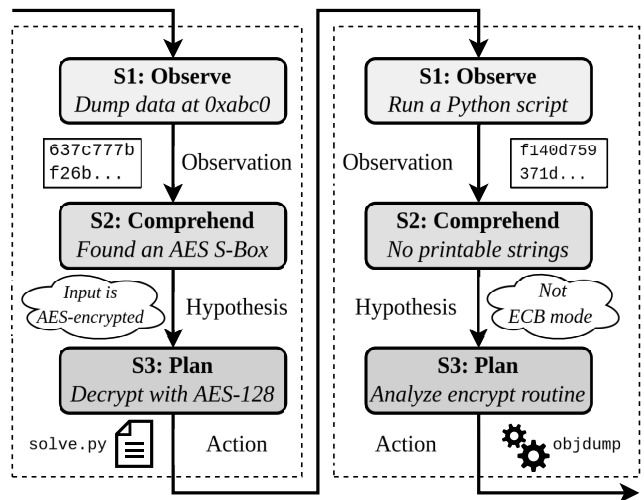 S1: Observe
Dump data at 0xabc0
637c777b
f26b...
Observation
S2: Comprehend
Found an AES S-Box
Input is
AES-encrypted
Hypothesis
S3: Plan
Decrypt with AES-128
solve.py
Action
S1: Observe
Run a Python script
Observation
f140d759
371d...
S2: Comprehend
No printable strings
Hypothesis
Not
ECB mode
S3: Plan
Analyze encrypt routine
Action
objdump